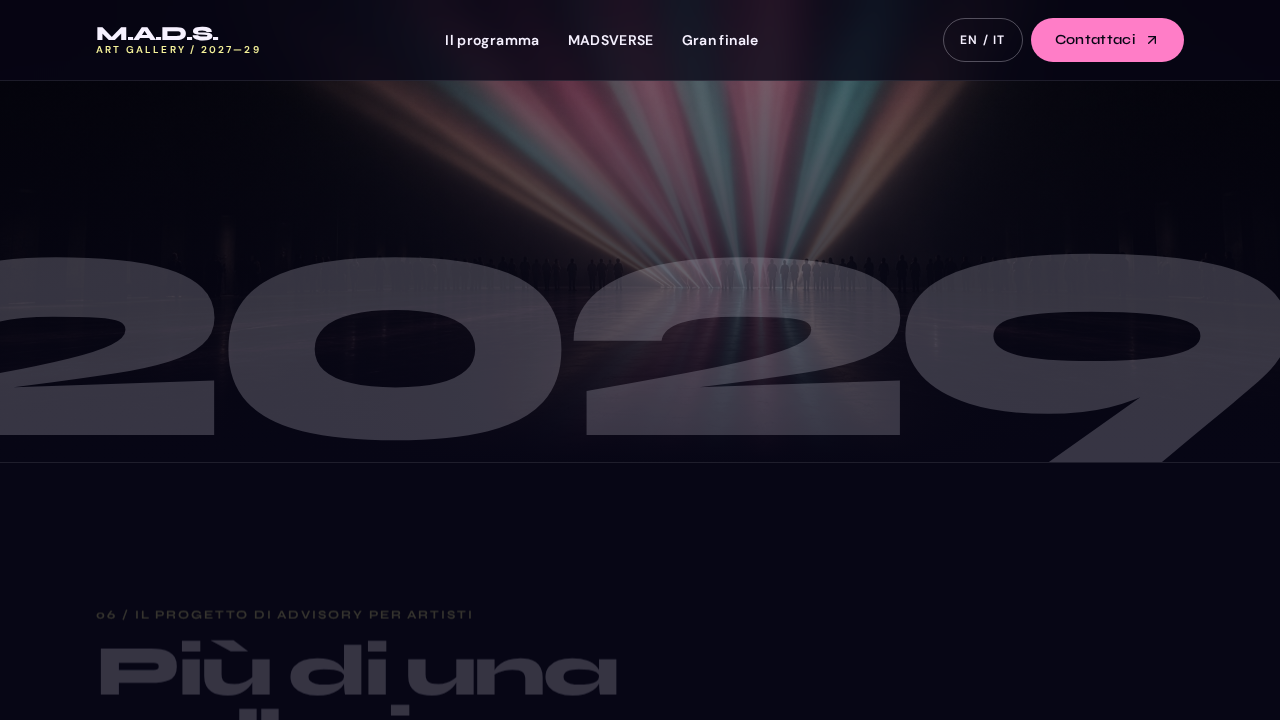 M.A.D.S.
ART GALLERY / 2027—29
Il programma
MADSVERSE
Gran finale
EN / IT
Contattaci
2029
06 / IL PROGETTO DI ADVISORY PER ARTISTI
Più di una